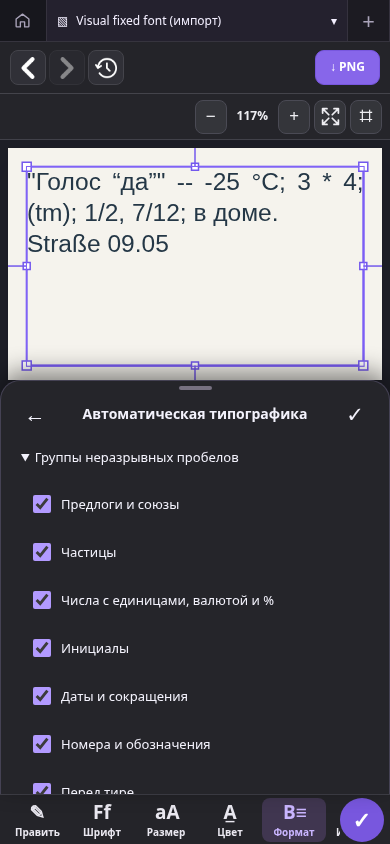 Visual fixed font (импорт)
↓ PNG
− 117% +
"Голос “да”" -- -25 °C; 3 * 4;
(tm); 1/2, 7/12; в доме.
Straße 09.05
← Автоматическая типографика ✓
▼ Группы неразрывных пробелов
Предлоги и союзы
Частицы
Числа с единицами, валютой и %
Инициалы
Даты и сокращения
Номера и обозначения
Перед тире
Ff аА A B≡
Править Шрифт Размер Цвет Формат